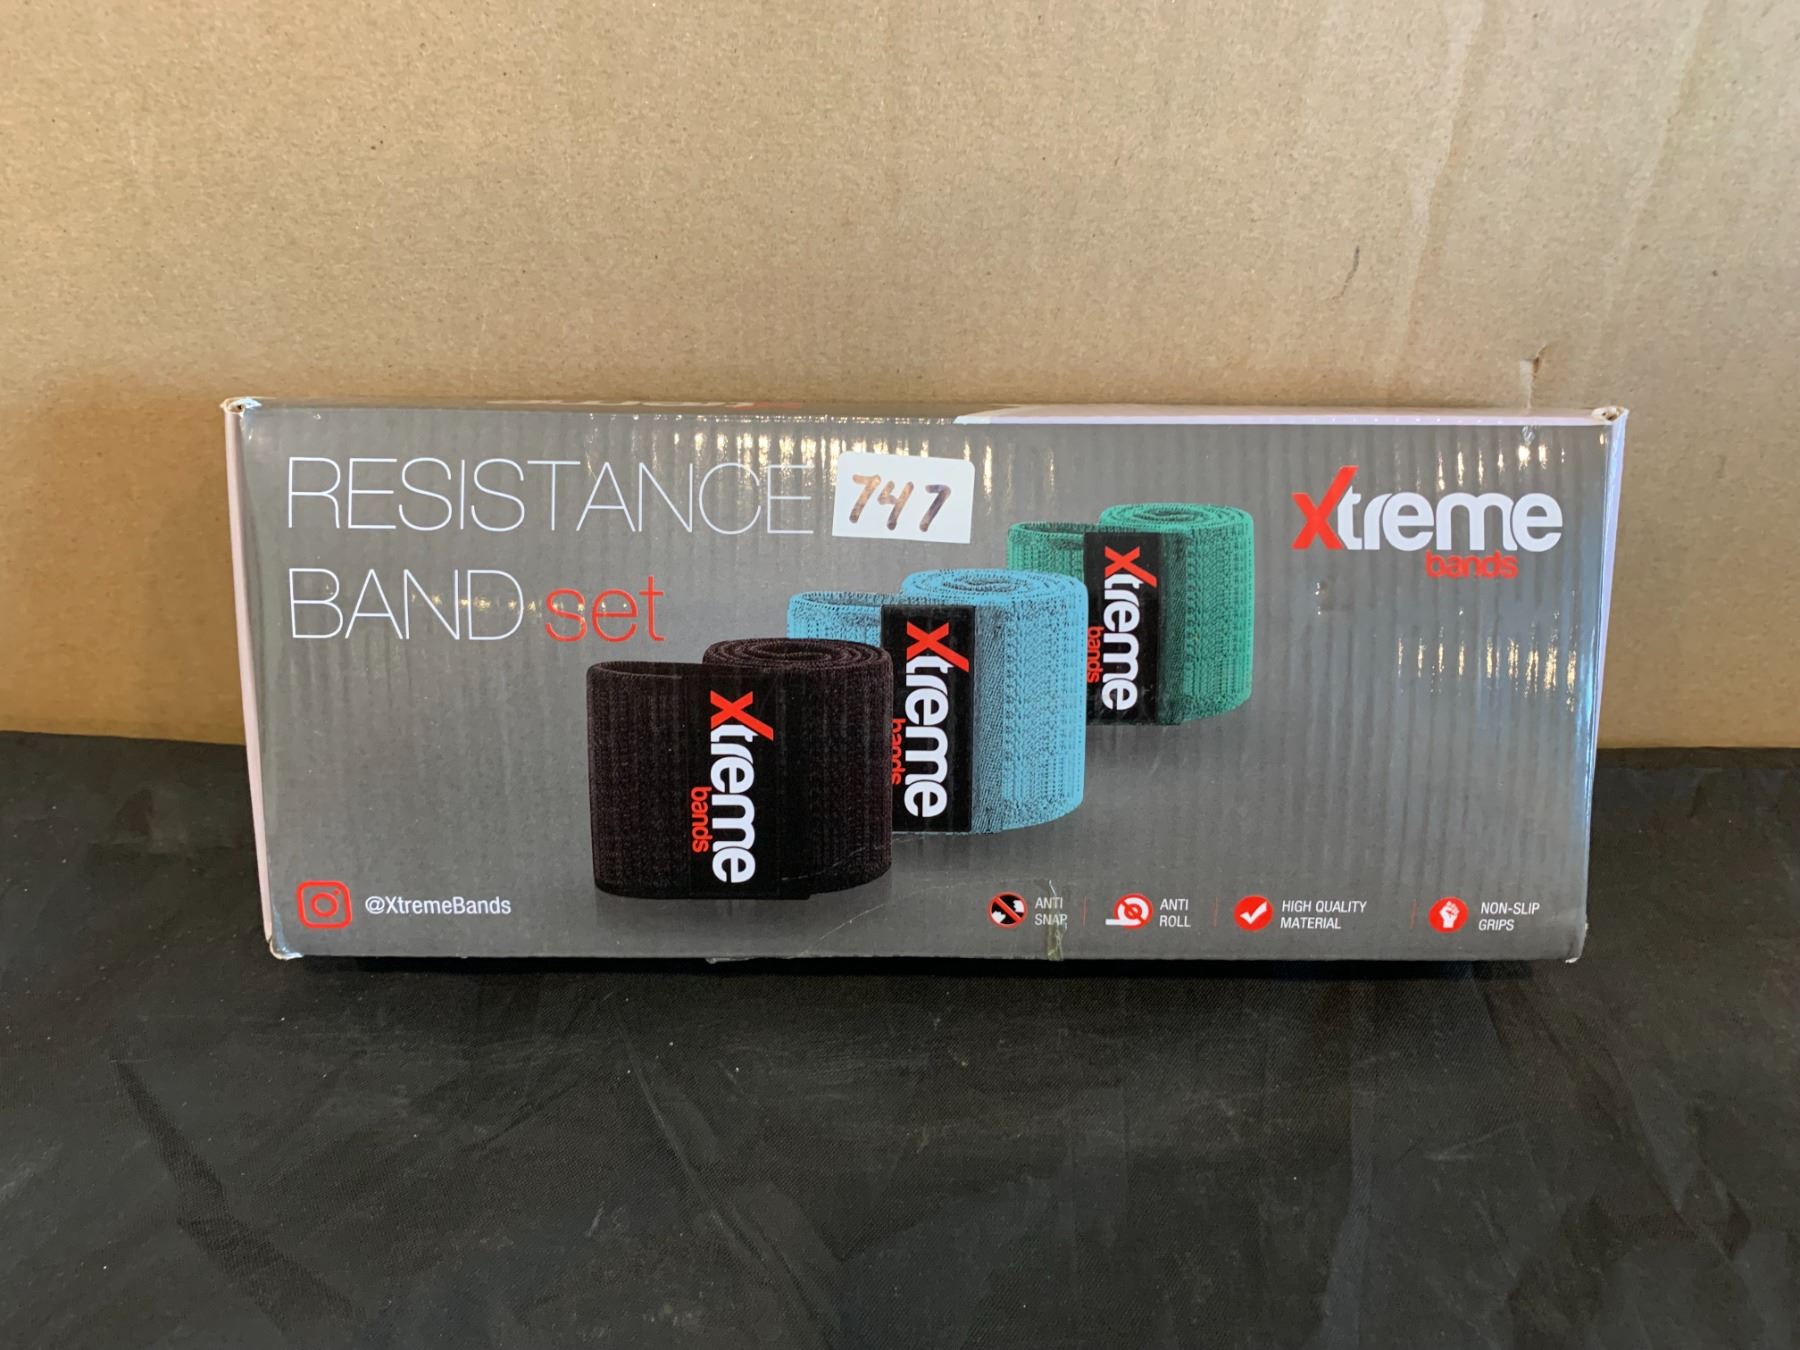 RESISTANCE
BAND set
747
Xtreme
bands
Xtreme
bands
Xtreme
bands
Xtreme
bands
@XtremeBands
ANTI
SNAP
ANTI
ROLL
HIGH QUALITY
MATERIAL
NON-SLIP
GRIPS